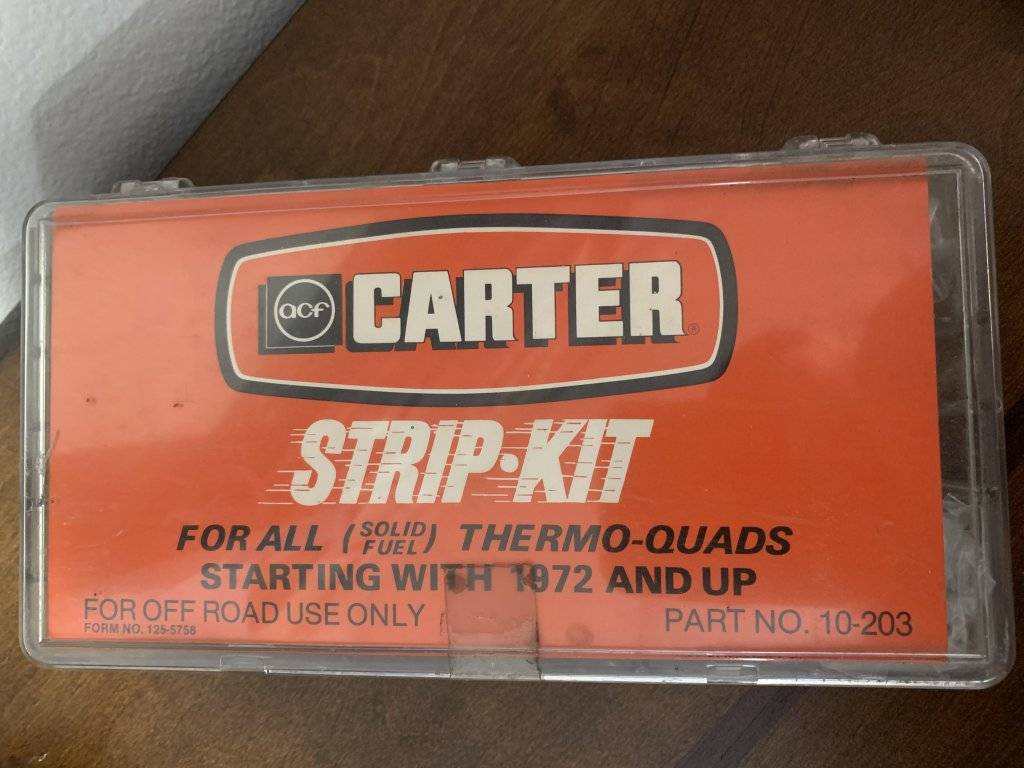 acf CARTER ®
STRIP·KIT
FOR ALL (SOLID FUEL) THERMO-QUADS
STARTING WITH 1972 AND UP
FOR OFF ROAD USE ONLY
PART NO. 10-203
FORM NO. 125-5758